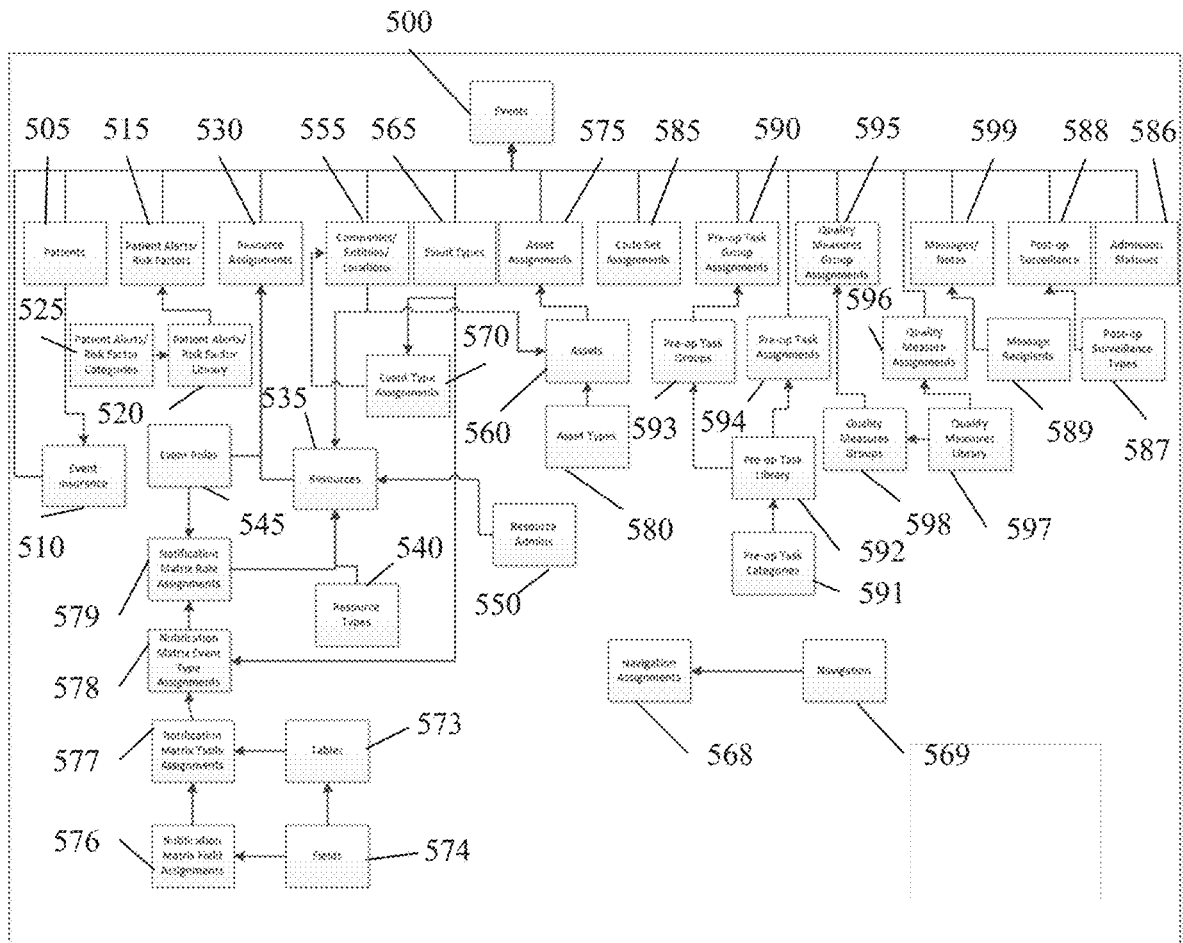 500
Events
505
515
530
555
565
575
585
590
595
599
588
586
Patients
Patient Alerts/
Risk Factors
Resource
Assignments
Companies/
Entities/
Locations
Event Types
Asset
Assignments
Code Set
Assignments
Pre-op Task
Group
Assignments
Quality
Measures Group
Assignments
Messages/
Notes
Post-op
Surveillance
Admission
Statuses
525
Patient Alerts/
Risk Factor
Categories
Patient Alerts/
Risk Factor
Library
520
535
Event Type
Assignments
570
Assets
560
Pre-op Task
Groups
593
Pre-op Task
Assignments
594
596
Quality
Measure
Assignments
Message
Recipients
589
Post-op
Surveillance
Types
587
Event
Insurance
510
Event Roles
545
Resources
Asset Types
580
Pre-op Task
Library
592
Quality
Measures
Groups
598
Quality
Measures
Library
597
Resource
Admins
550
540
Resource
Types
Pre-op Task
Categories
591
Notification
Matrix Role
Assignments
579
Notification
Matrix Event
Type
Assignments
578
Navigation
Assignments
568
Navigation
569
Notification
Matrix Table
Assignments
577
Tables
573
Notification
Matrix Field
Assignments
576
Fields
574